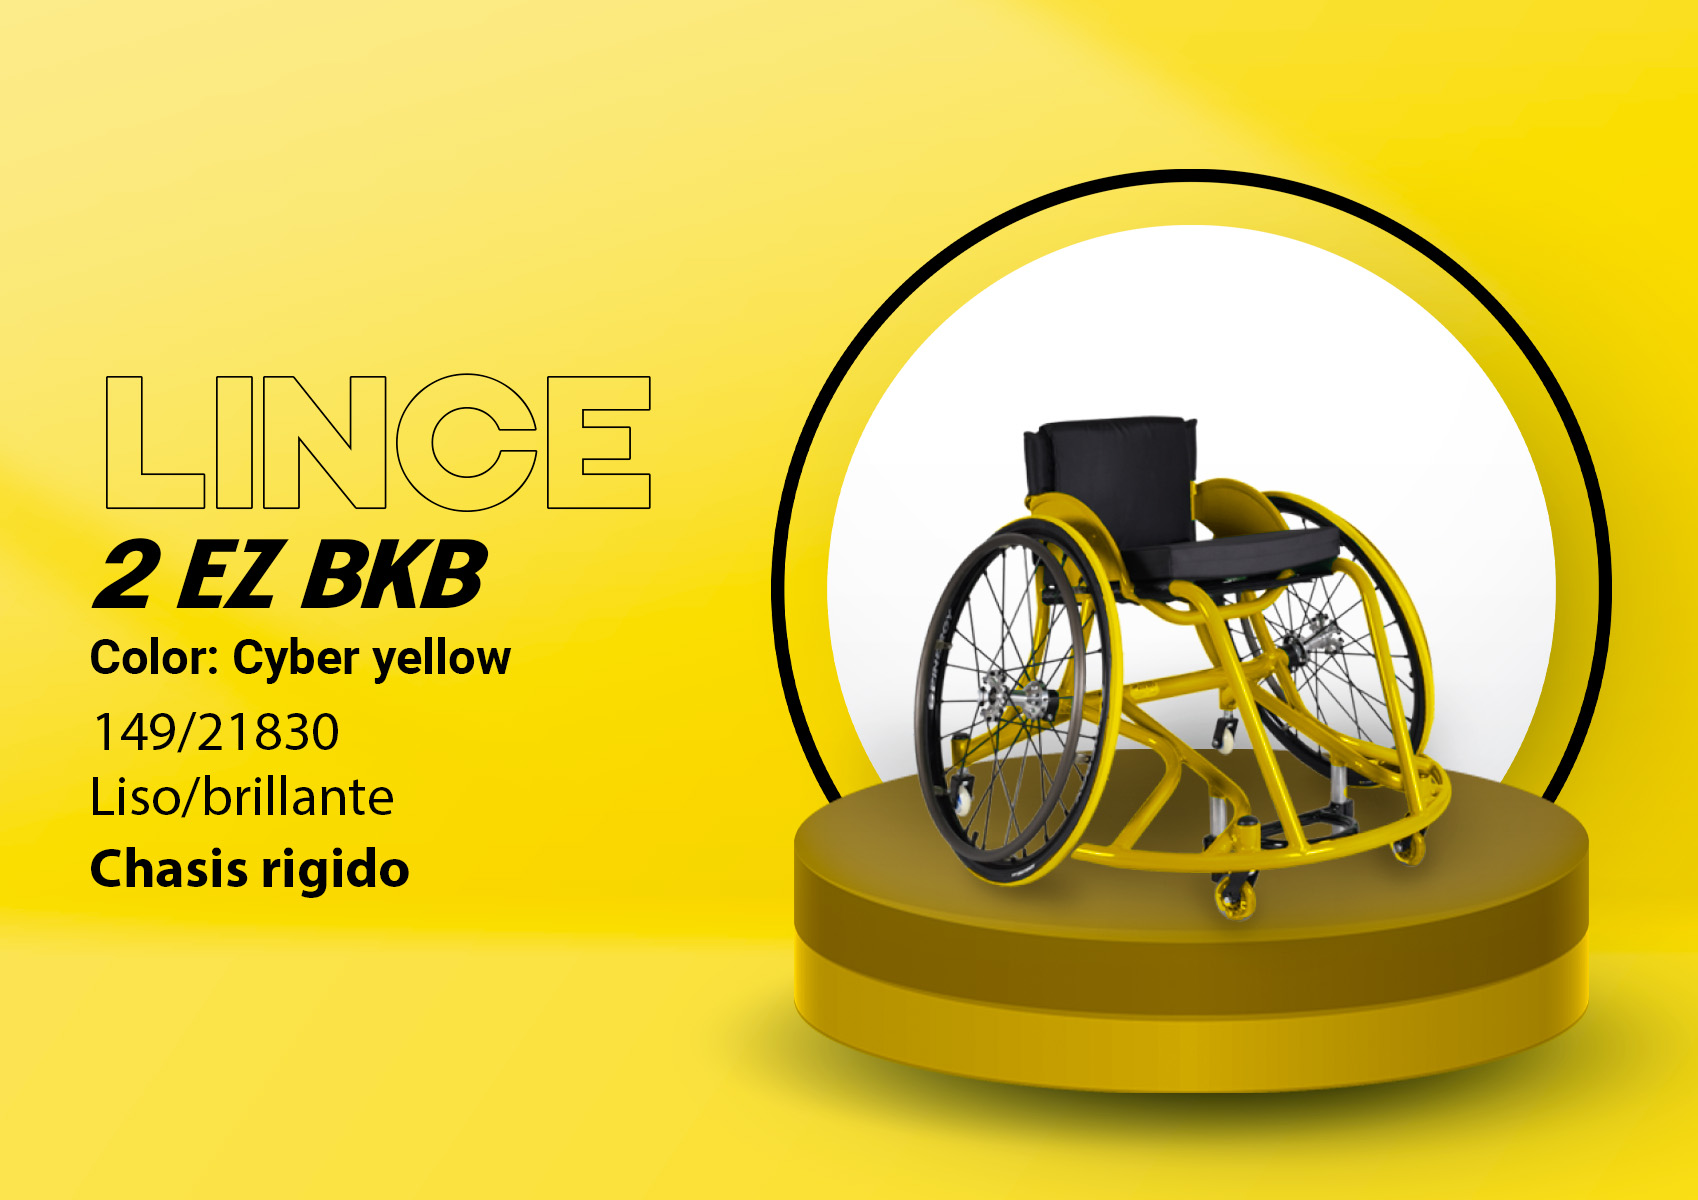 LINCE
2 EZ BKB
Color: Cyber yellow
149/21830
Liso/brillante
Chasis rigido